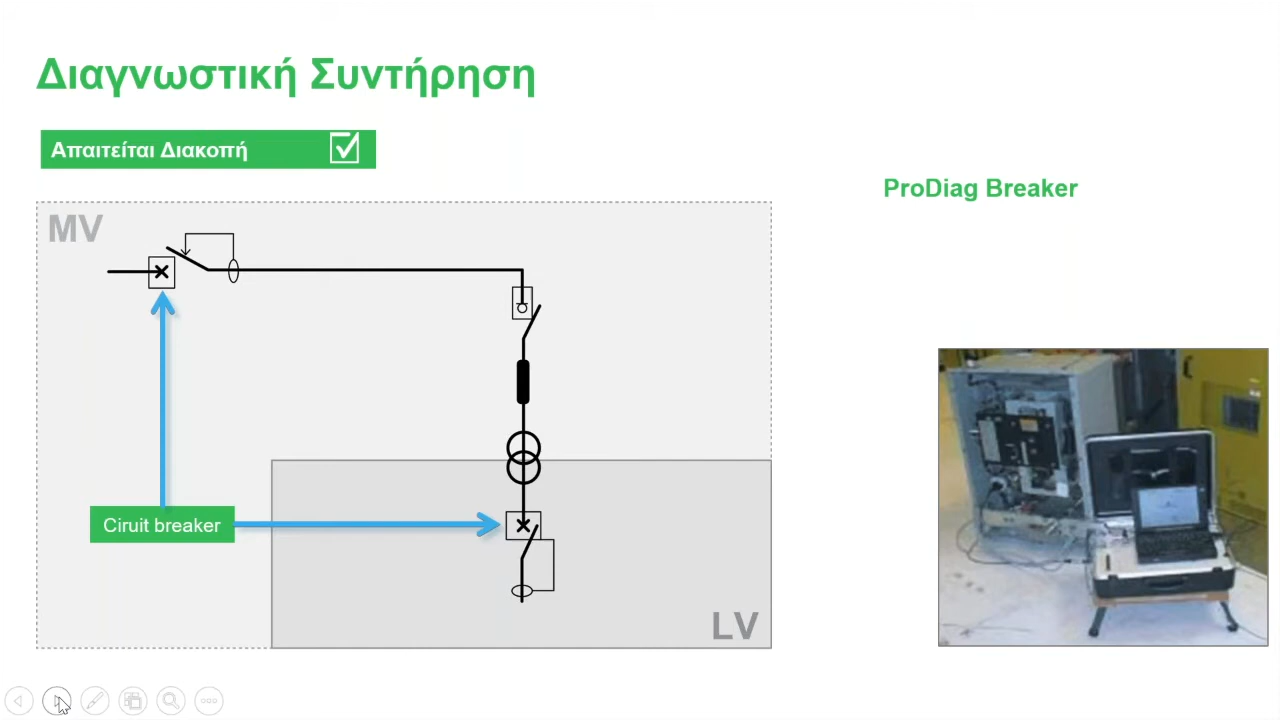 Διαγνωστική Συντήρηση
Απαιτείται Διακοπή
ProDiag Breaker
MV
Ciruit breaker
LV